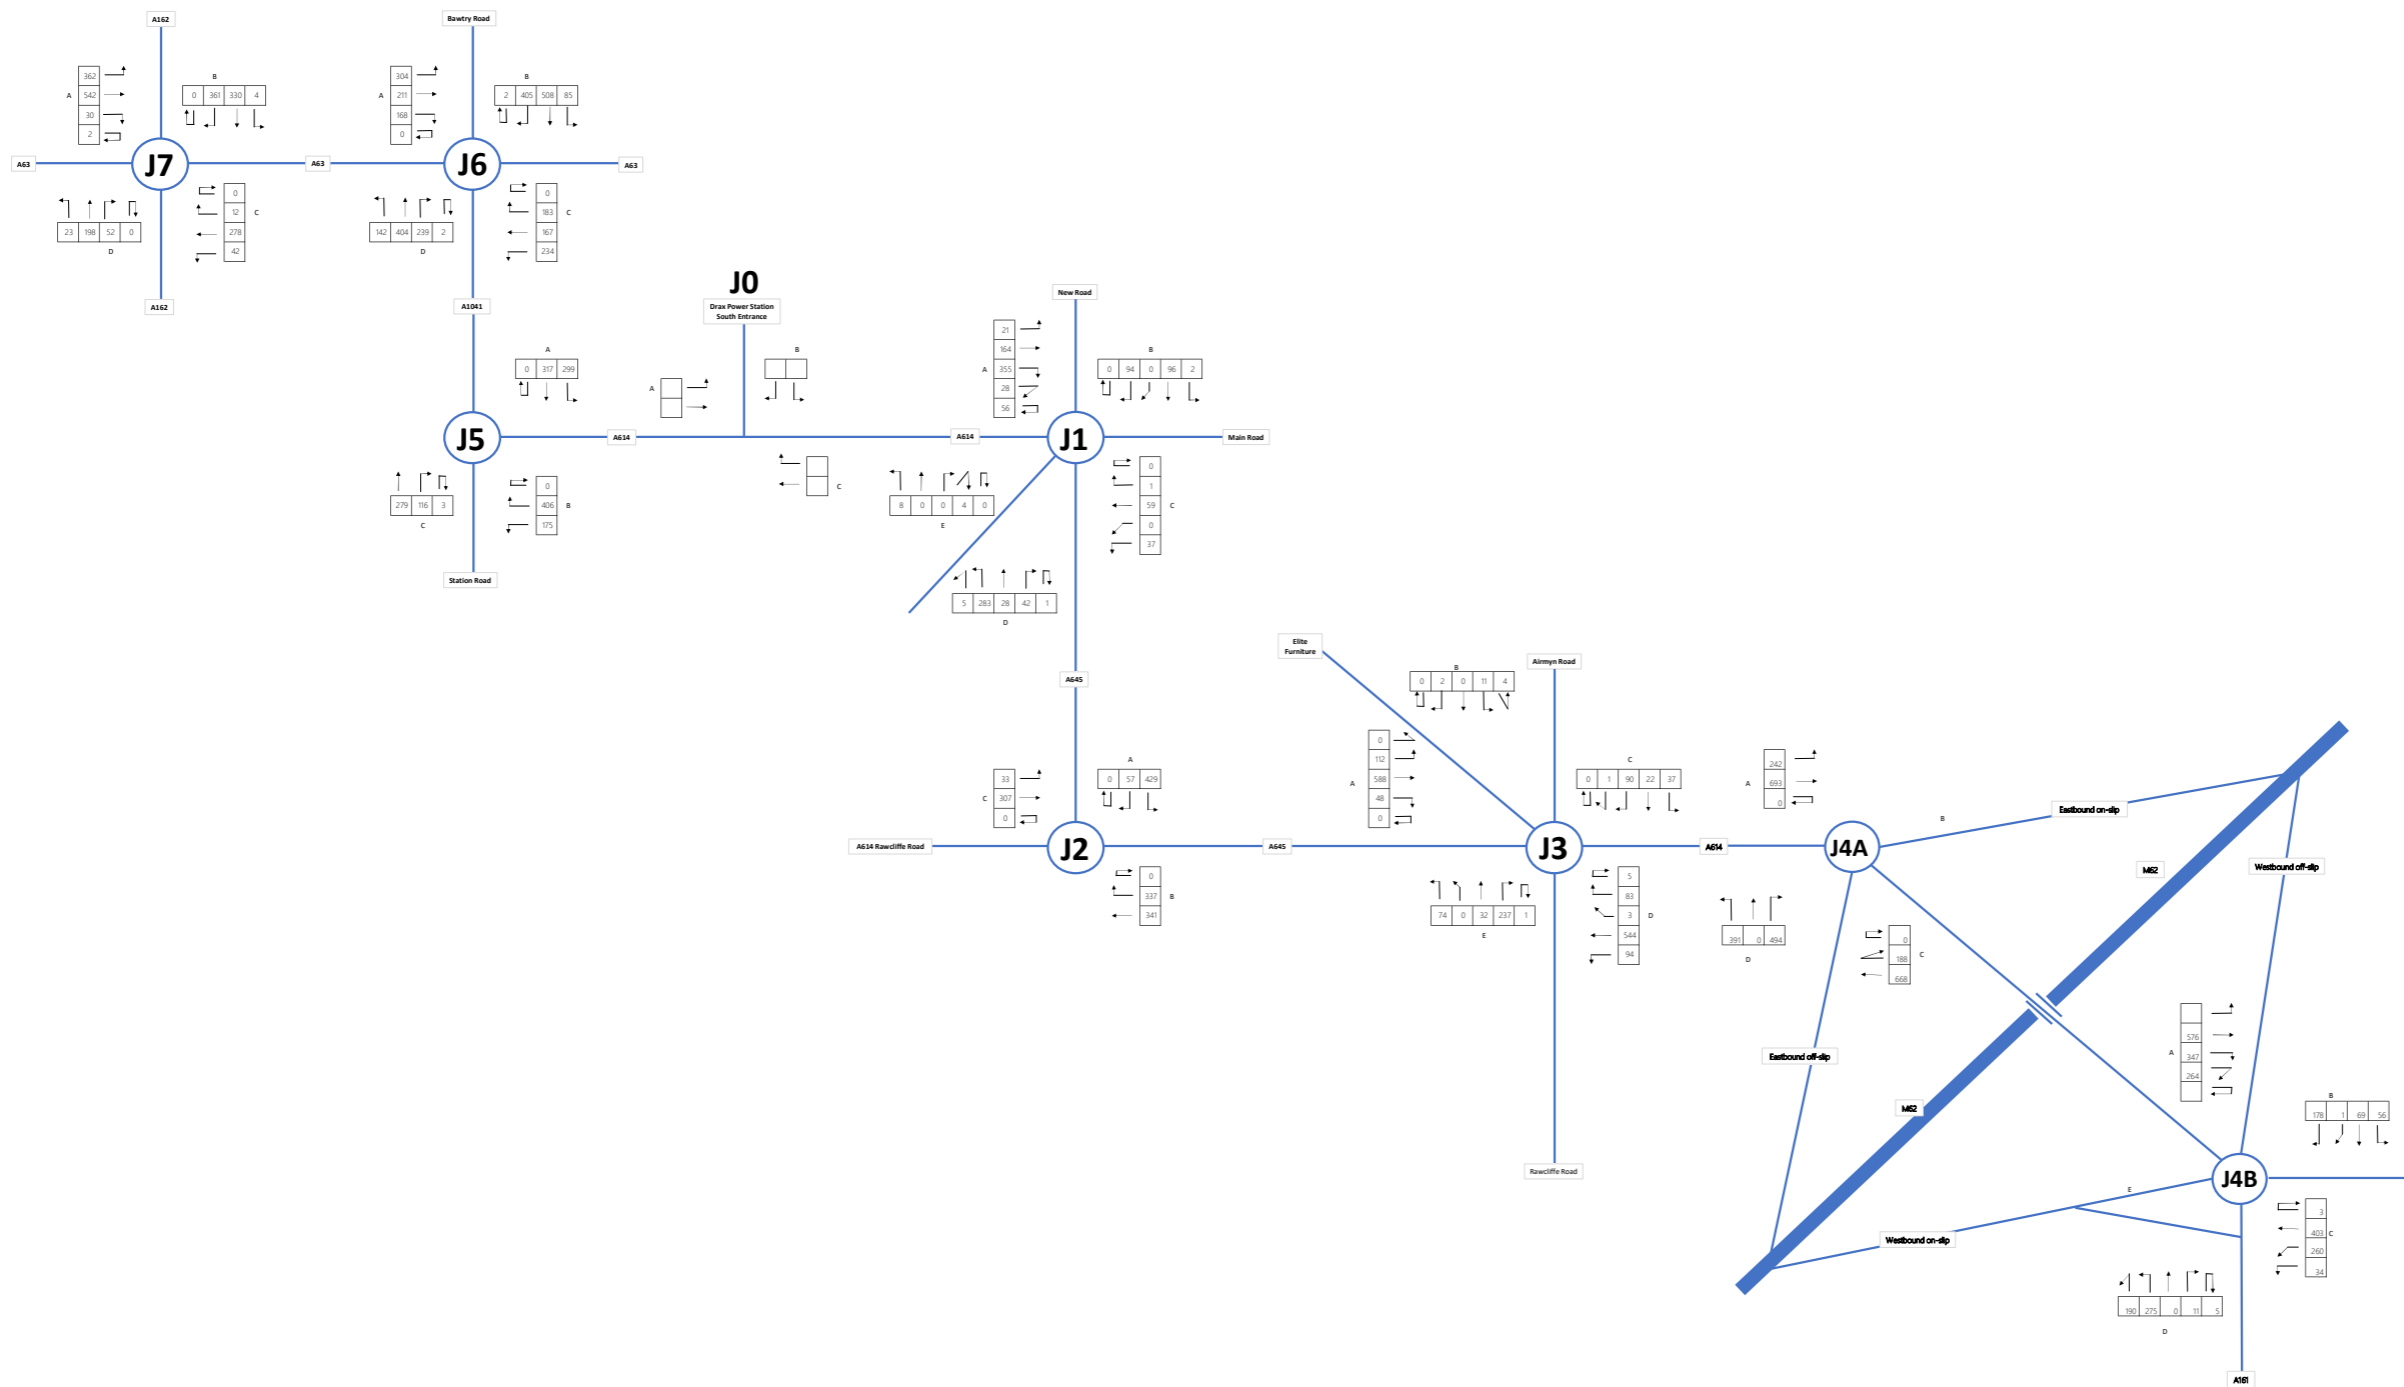 A162
Bawtry Road
362
542
30
2
A
B
0 361 330 4
304
211
168
0
A
B
2 405 508 85
A63
J7
A63
J6
A63
23 198 52 0
D
0
12
278
42
C
142 404 239 2
D
0
183
167
234
C
A162
A1041
J0
Drax Power Station
South Entrance
New Road
A
0 317 299
A
B
21
164
355
28
56
A
B
0 94 0 96 2
J5
A614
A614
J1
Main Road
279 116 3
C
0
406
175
B
C
8 0 0 4 0
E
0
1
59
0
37
C
Station Road
5 283 28 42 1
D
A645
Elite
Furniture
Airmyn Road
B
0 2 0 11 4
33
307
0
C
A
0 57 429
0
112
588
48
0
A
C
0 1 90 22 37
242
693
0
A
A614 Rawcliffe Road
J2
A645
J3
A614
J4A
B
Eastbound on-slip
Westbound off-slip
M62
0
337
341
B
74 0 32 237 1
E
5
83
3
544
94
D
391 0 494
D
0
188
668
C
Eastbound off-slip
M62
576
347
264
A
B
178 1 69 56
Rawcliffe Road
J4B
E
Westbound on-slip
3
403
260
34
C
190 275 0 11 5
D
A161